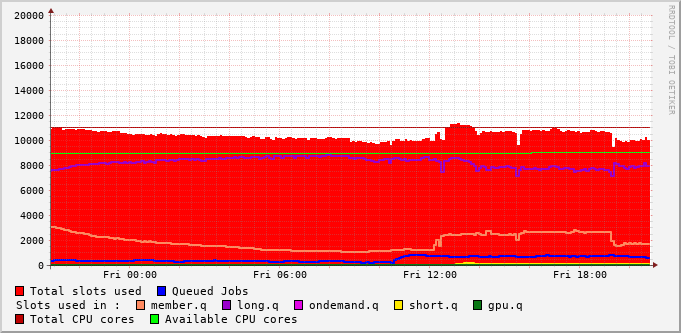 20000
18000
16000
14000
12000
10000
8000
6000
4000
2000
0
Fri 00:00 Fri 06:00 Fri 12:00 Fri 18:00
RRDTOOL / TOBI OETIKER
Total slots used Queued Jobs
Slots used in : member.q long.q ondemand.q short.q gpu.q
Total CPU cores Available CPU cores